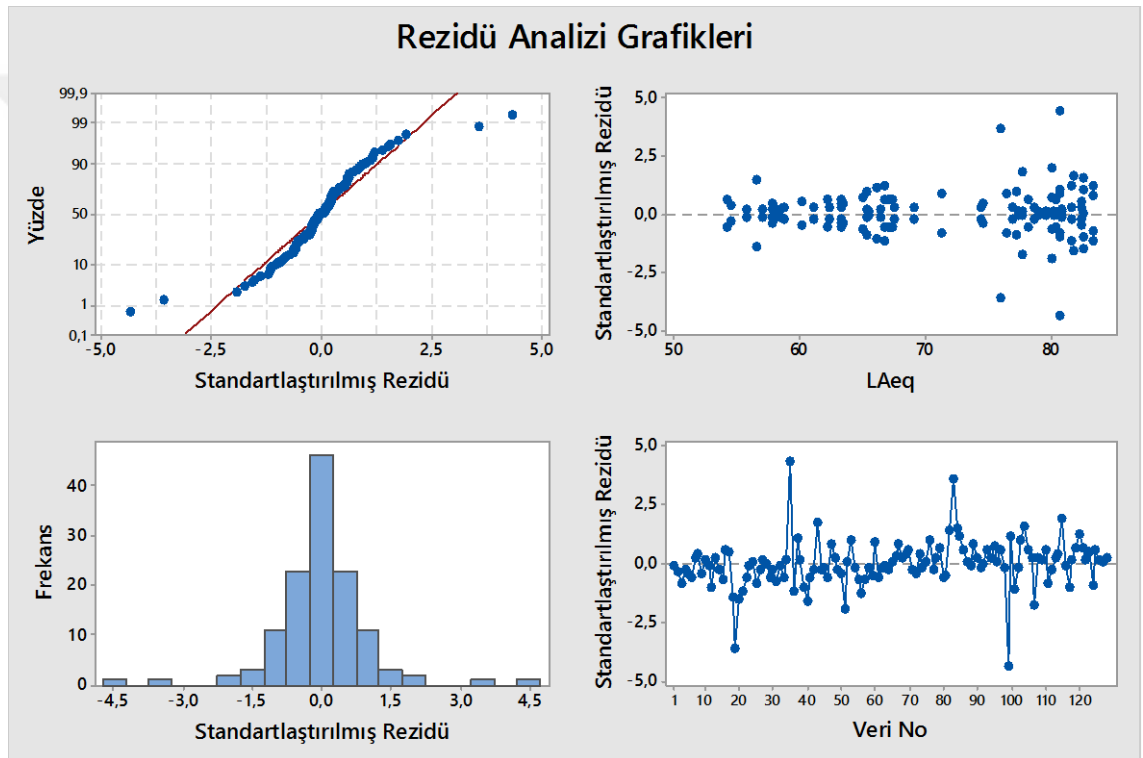 Rezidü Analizi Grafikleri
99,9
99
90
50
10
1
0,1
Yüzde
-5,0 -2,5 0,0 2,5 5,0
Standartlaştırılmış Rezidü
5,0
2,5
0,0
-2,5
-5,0
Standartlaştırılmış Rezidü
50 60 70 80
LAeq
40
30
20
10
0
Frekans
-4,5 -3,0 -1,5 0,0 1,5 3,0 4,5
Standartlaştırılmış Rezidü
5,0
2,5
0,0
-2,5
-5,0
Standartlaştırılmış Rezidü
1 10 20 30 40 50 60 70 80 90 100 110 120
Veri No